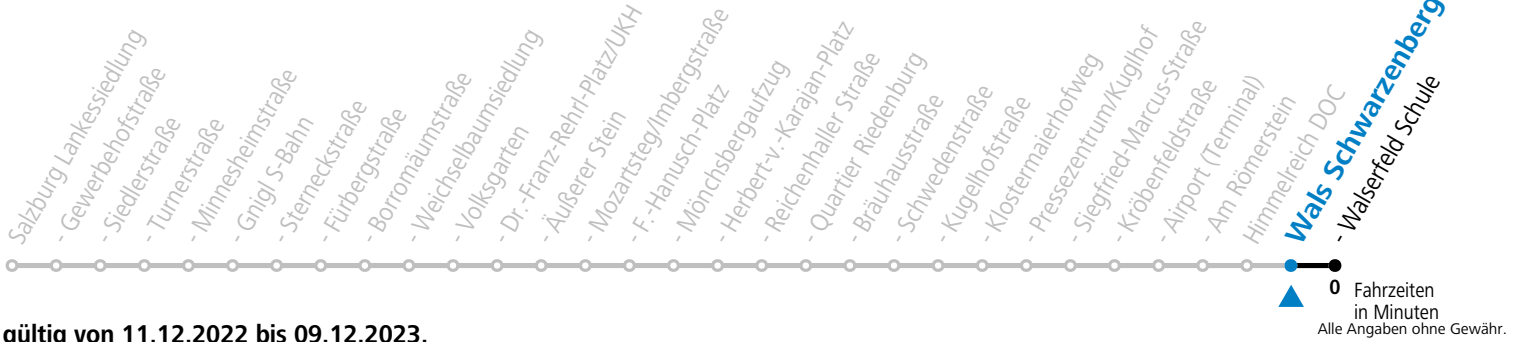 Salzburg Lankessiedlung
- Gewerbehofstraße
- Siedlerstraße
- Turnerstraße
- Minnesheimstraße
- Gnigl S-Bahn
- Sterneckstraße
- Fürbergstraße
- Borromäumstraße
- Weichselbaumsiedlung
- Volksgarten
- Dr.-Franz-Rehrl-Platz/UKH
- Äußerer Stein
- Mozartsteg/Imbergstraße
- F.-Hanusch-Platz
- Mönchsbergaufzug
- Herbert-v.-Karajan-Platz
- Reichenhaller Straße
- Quartier Riedenburg
- Bräuhausstraße
- Schwedenstraße
- Kugelhofstraße
- Klostermaierhofweg
- Pressezentrum/Kuglhof
- Siegfried-Marcus-Straße
- Kröbenfeldstraße
- Airport (Terminal)
- Am Römerstein
Himmelreich DOC
Wals Schwarzenberg
- Walserfeld Schule
0 Fahrzeiten
in Minuten
Alle Angaben ohne Gewähr.
gültig von 11.12.2022 bis 09.12.2023.